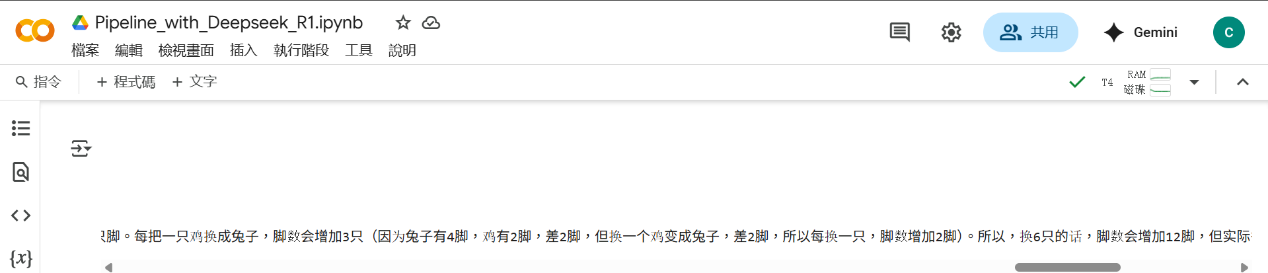 Pipeline_with_Deepseek_R1.ipynb
檔案 編輯 檢視畫面 插入 執行階段 工具 說明
共用
Gemini
C
指令 + 程式碼 + 文字
T4
RAM
磁碟
只脚。每把一只鸡换成兔子，脚数会增加3只（因为兔子有4脚，鸡有2脚，差2脚，但换一个鸡变成兔子，差2脚，所以每换一只，脚数增加2脚）。所以，换6只的话，脚数会增加12脚，但实际
{x}